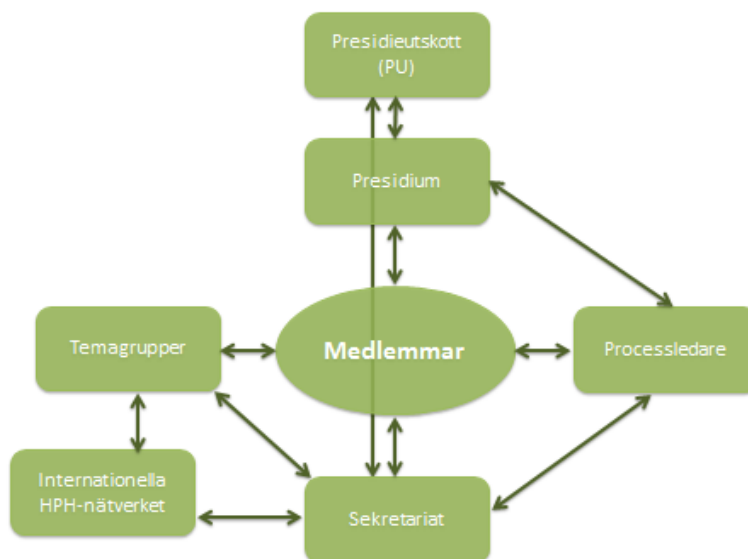 Presidieutskott
(PU)
Presidium
Temagrupper
Medlemmar
Processledare
Internationella
HPH-nätverket
Sekretariat